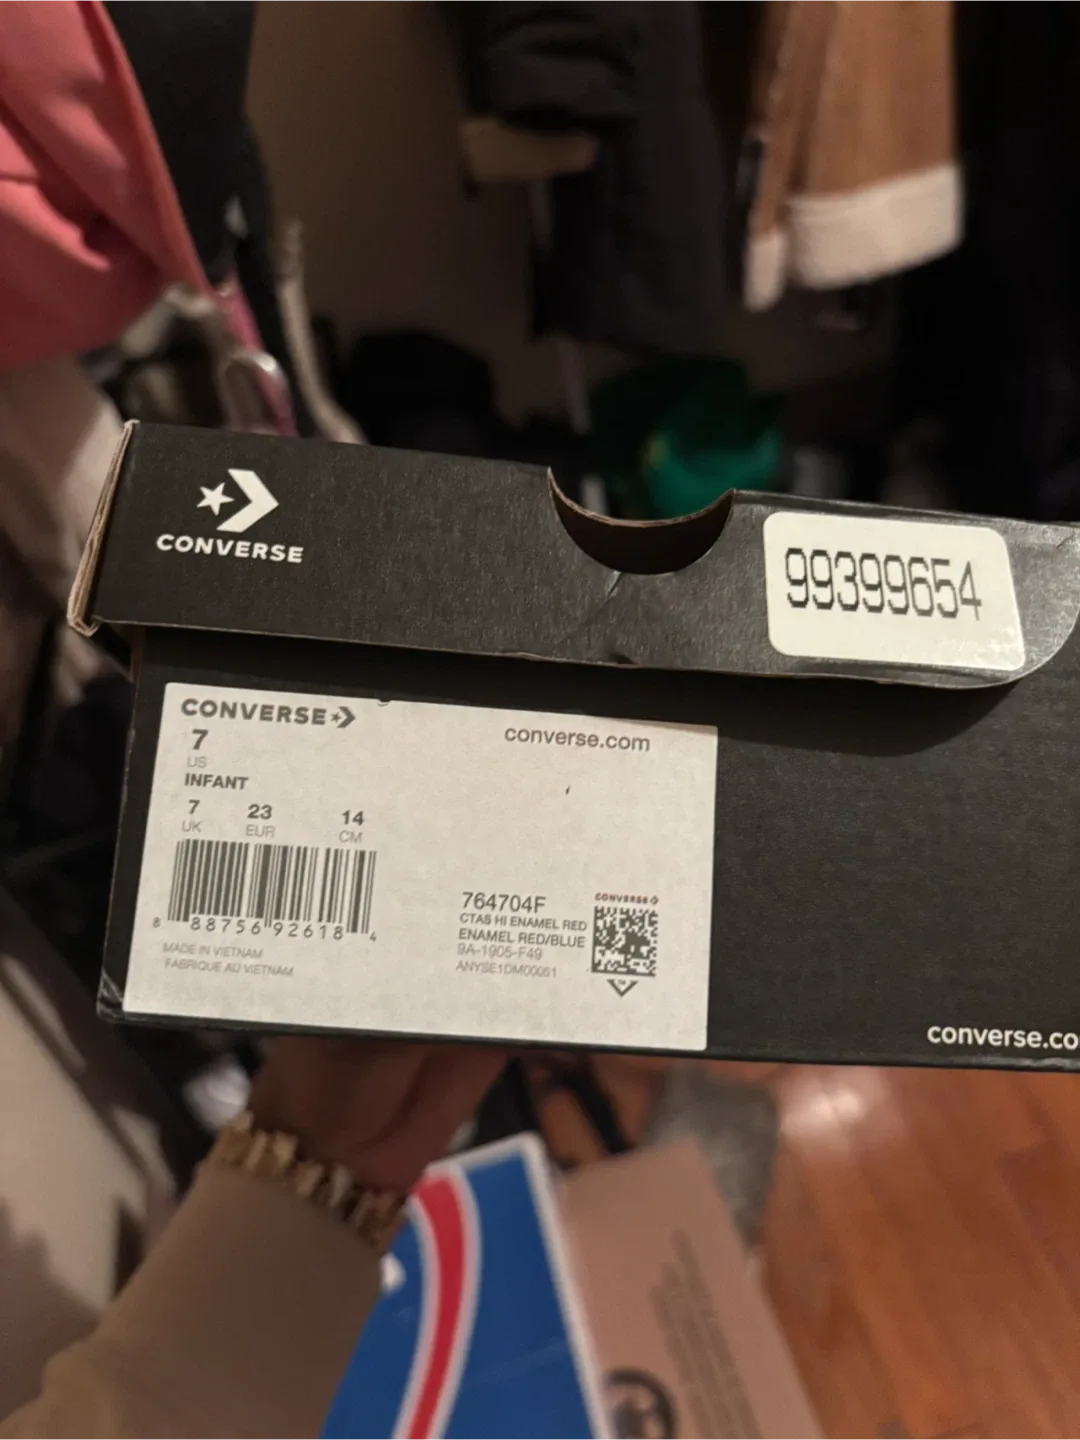 CONVERSE
99399654
CONVERSE
converse.com
7
US
INFANT
7 23 14
UK EUR CM
8 88756 92618 4
MADE IN VIETNAM
FABRIQUE AU VIETNAM
764704F
CTAS HI ENAMEL RED
ENAMEL RED/BLUE
9A-1905-F49
ANYSE1DM00051
CONVERSE
converse.co